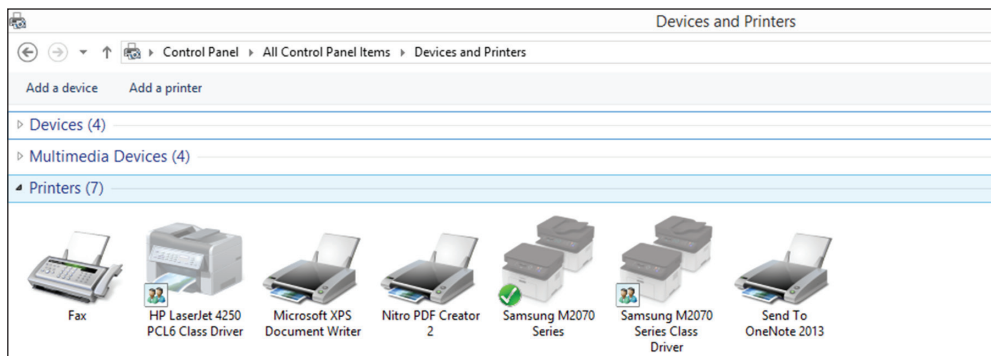 Devices and Printers
Control Panel ▸ All Control Panel Items ▸ Devices and Printers
Add a device Add a printer
Devices (4)
Multimedia Devices (4)
Printers (7)
Fax
HP LaserJet 4250
PCL6 Class Driver
Microsoft XPS
Document Writer
Nitro PDF Creator
2
Samsung M2070
Series
Samsung M2070
Series Class
Driver
Send To
OneNote 2013